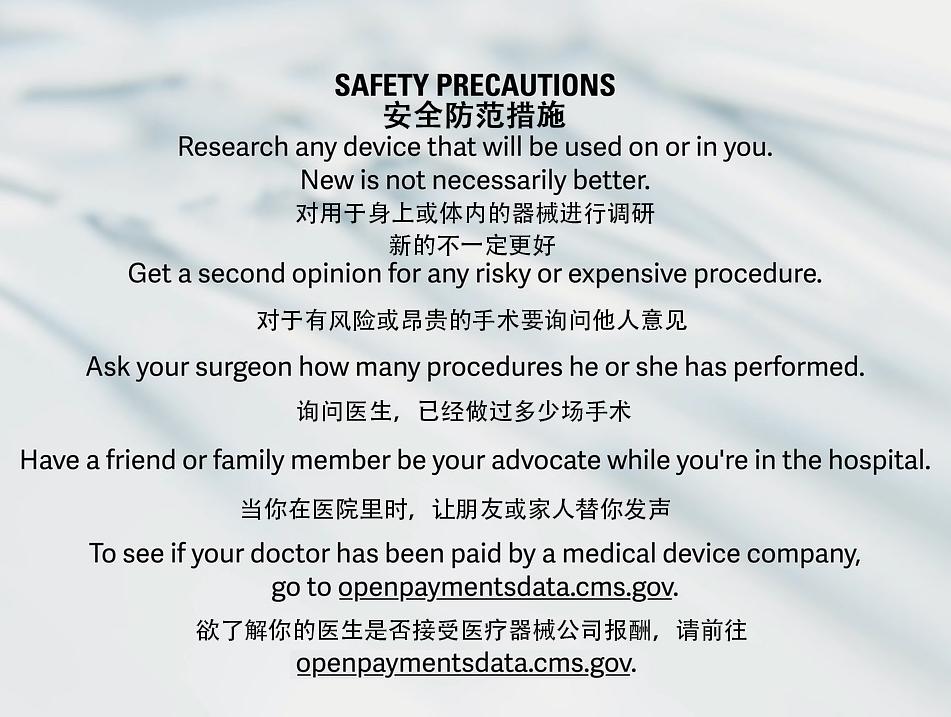 SAFETY PRECAUTIONS
安全防范措施
Research any device that will be used on or in you.
New is not necessarily better.
对用于身上或体内的器械进行调研
新的不一定更好
Get a second opinion for any risky or expensive procedure.
对于有风险或昂贵的手术要询问他人意见
Ask your surgeon how many procedures he or she has performed.
询问医生，已经做过多少场手术
Have a friend or family member be your advocate while you're in the hospital.
当你在医院里时，让朋友或家人替你发声
To see if your doctor has been paid by a medical device company,
go to openpaymentsdata.cms.gov.
欲了解你的医生是否接受医疗器械公司报酬，请前往
openpaymentsdata.cms.gov.